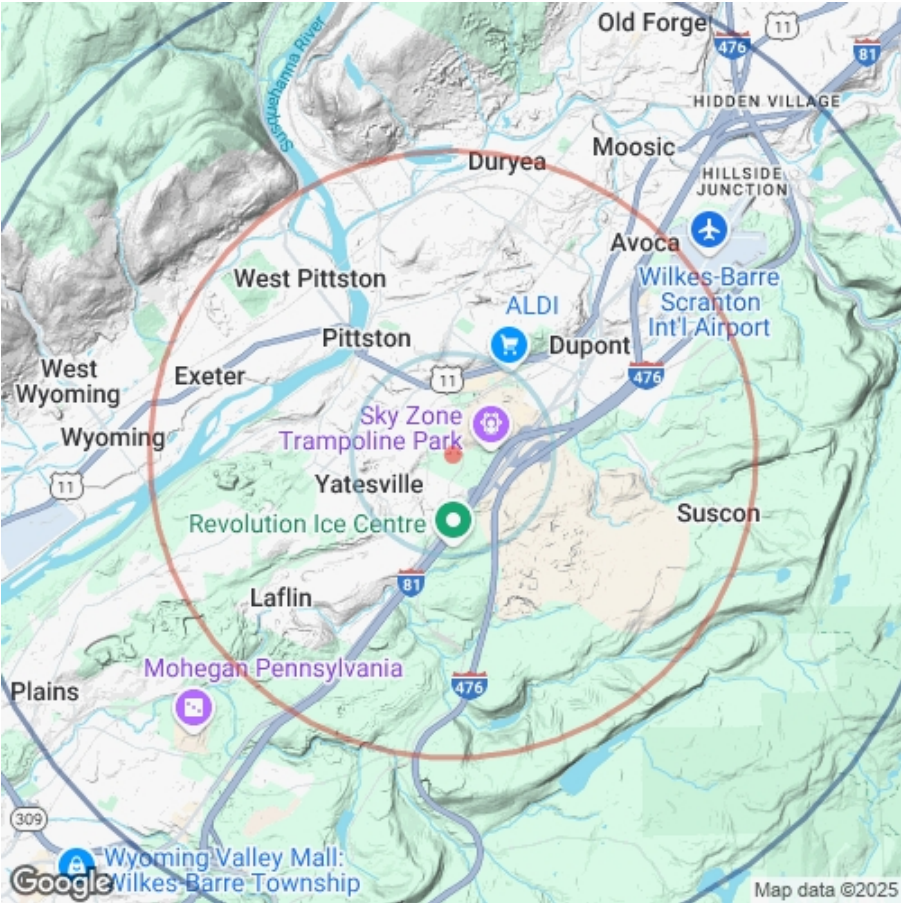 Old Forge
11
476
81
Susquehanna River
HIDDEN VILLAGE
Moosic
Duryea
HILLSIDE
JUNCTION
Avoca
Wilkes-Barre
Scranton
Int'l Airport
West Pittston
ALDI
Pittston
Dupont
West
Wyoming
Exeter
11
476
Sky Zone
Trampoline Park
Wyoming
11
Yatesville
Suscon
Revolution Ice Centre
81
Laflin
Mohegan Pennsylvania
476
Plains
309
Wyoming Valley Mall:
Wilkes-Barre Township
Google
Map data ©2025